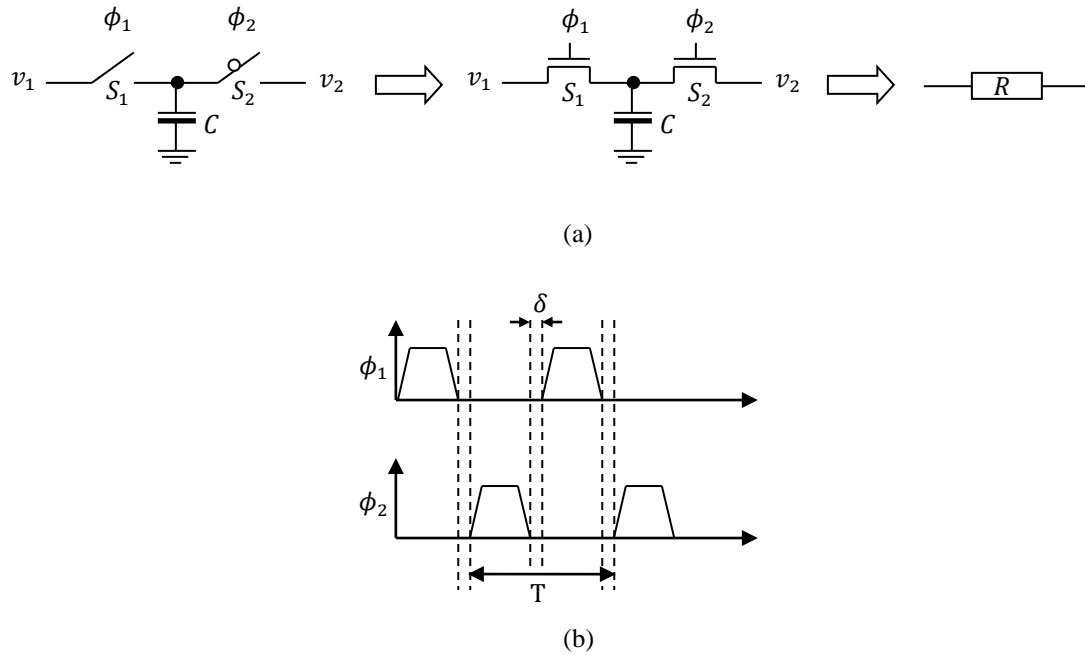 ϕ₁ ϕ₂ ϕ₁ ϕ₂
v₁ S₁ S₂ v₂ v₁ S₁ S₂ v₂ R
C C
(a)
δ
ϕ₁
ϕ₂
T
(b)